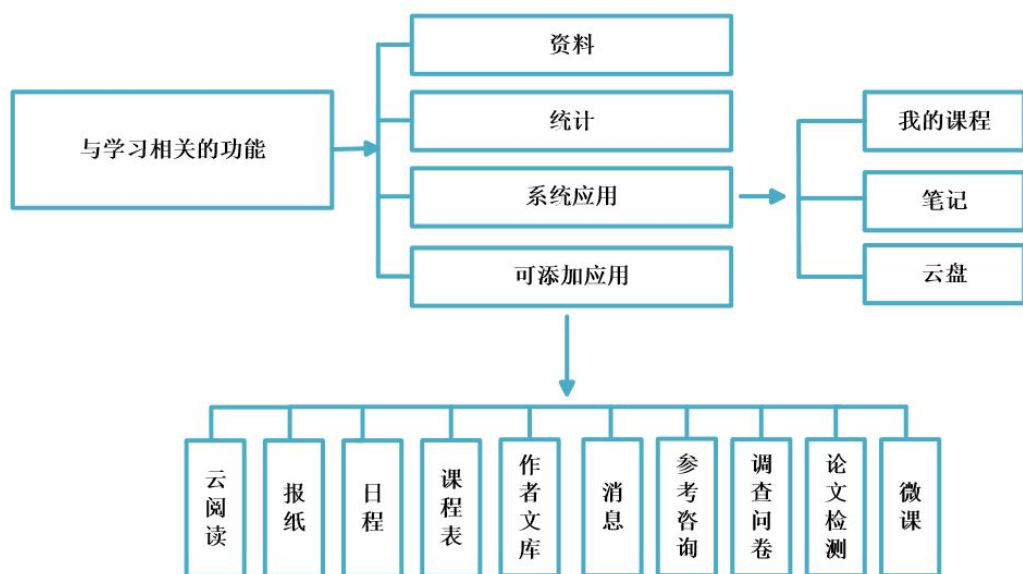 资料
与学习相关的功能
统计
系统应用
可添加应用
我的课程
笔记
云盘
云阅读
报纸
日程
课程表
作者文库
消息
参考咨询
调查问卷
论文检测
微课